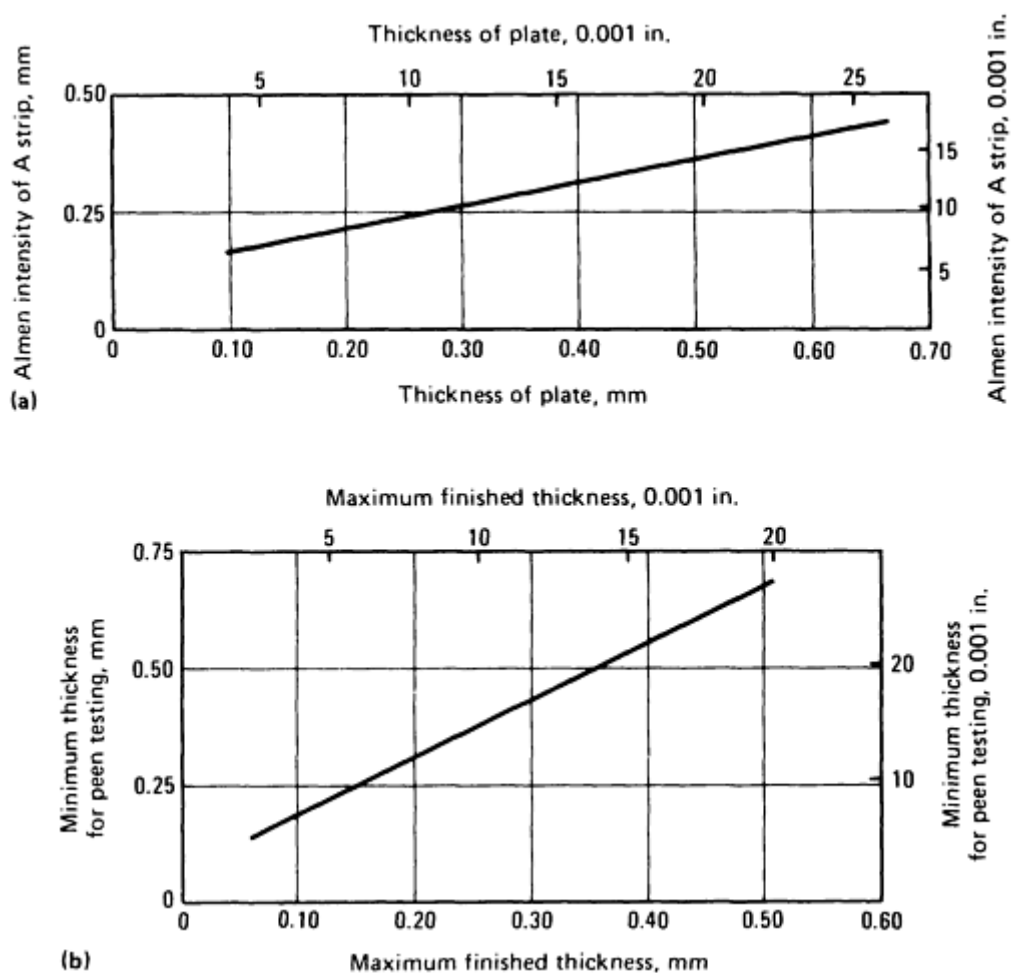 Thickness of plate, 0.001 in.
5 10 15 20 25
Almen intensity of A strip, mm
0.50
0.25
0
Almen intensity of A strip, 0.001 in.
15
10
5
0 0.10 0.20 0.30 0.40 0.50 0.60 0.70
(a)
Thickness of plate, mm
Maximum finished thickness, 0.001 in.
5 10 15 20
Minimum thickness
for peen testing, mm
0.75
0.50
0.25
0
Minimum thickness
for peen testing, 0.001 in.
20
10
0 0.10 0.20 0.30 0.40 0.50 0.60
(b)
Maximum finished thickness, mm